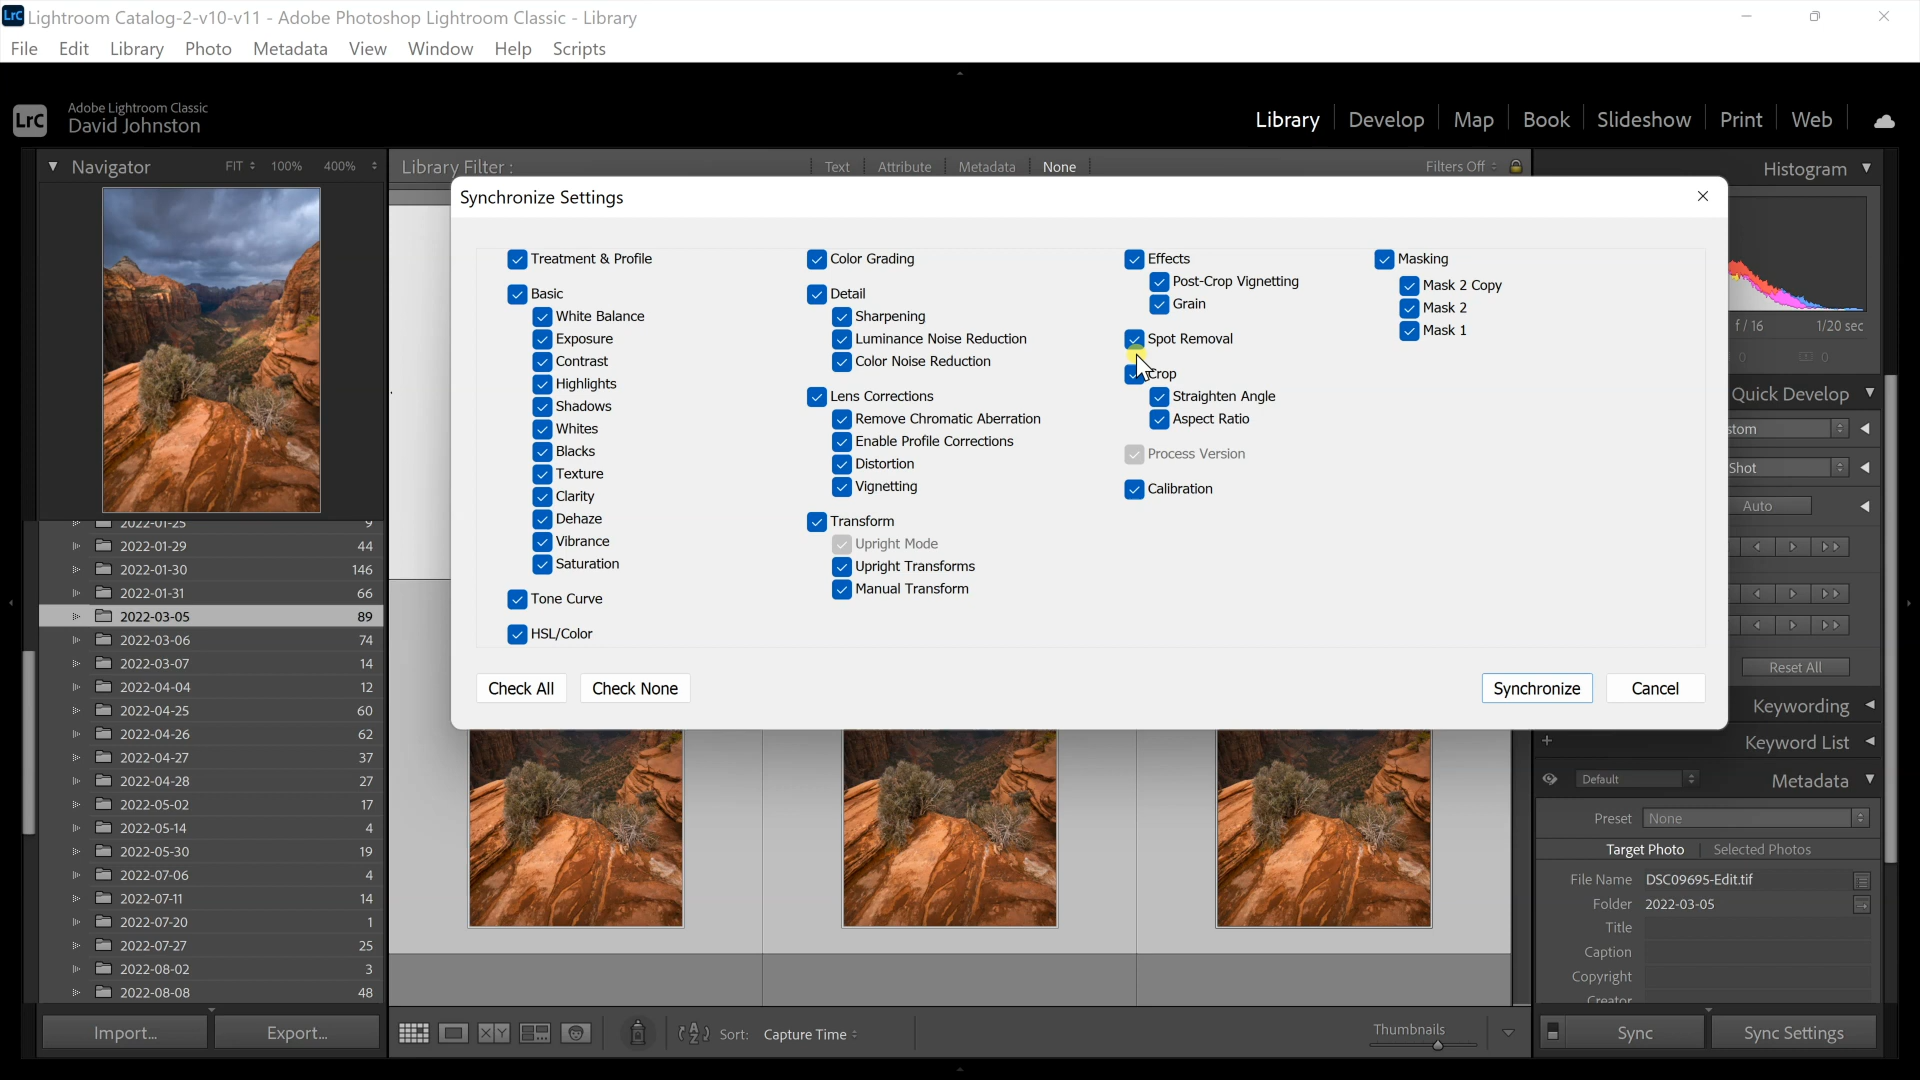 Lightroom Catalog-2-v10-v11 - Adobe Photoshop Lightroom Classic - Library
File Edit Library Photo Metadata View Window Help Scripts
LrC Adobe Lightroom Classic
David Johnston
Library Develop Map Book Slideshow Print Web
Navigator FIT 100% 400%
Library Filter : Text Attribute Metadata None Filters Off
Histogram
Synchronize Settings
Treatment & Profile
Basic
White Balance
Exposure
Contrast
Highlights
Shadows
Whites
Blacks
Texture
Clarity
Dehaze
Vibrance
Saturation
Tone Curve
HSL/Color
Color Grading
Detail
Sharpening
Luminance Noise Reduction
Color Noise Reduction
Lens Corrections
Remove Chromatic Aberration
Enable Profile Corrections
Distortion
Vignetting
Transform
Upright Mode
Upright Transforms
Manual Transform
Effects
Post-Crop Vignetting
Grain
Spot Removal
Crop
Straighten Angle
Aspect Ratio
Process Version
Calibration
Masking
Mask 2 Copy
Mask 2
Mask 1
Check All Check None Synchronize Cancel
2022-01-25 9
2022-01-29 44
2022-01-30 146
2022-01-31 66
2022-03-05 89
2022-03-06 74
2022-03-07 14
2022-04-04 12
2022-04-25 60
2022-04-26 62
2022-04-27 37
2022-04-28 27
2022-05-02 17
2022-05-14 4
2022-05-30 19
2022-07-06 4
2022-07-11 14
2022-07-20 1
2022-07-27 25
2022-08-02 3
2022-08-08 48
Import... Export...
f / 16 1/20 sec
0 0
Quick Develop
stom
Shot
Auto
Reset All
Keywording
+ Keyword List
Default Metadata
Preset None
Target Photo Selected Photos
File Name DSC09695-Edit.tif
Folder 2022-03-05
Title
Caption
Copyright
Creator
Sort: Capture Time
Thumbnails
Sync Sync Settings